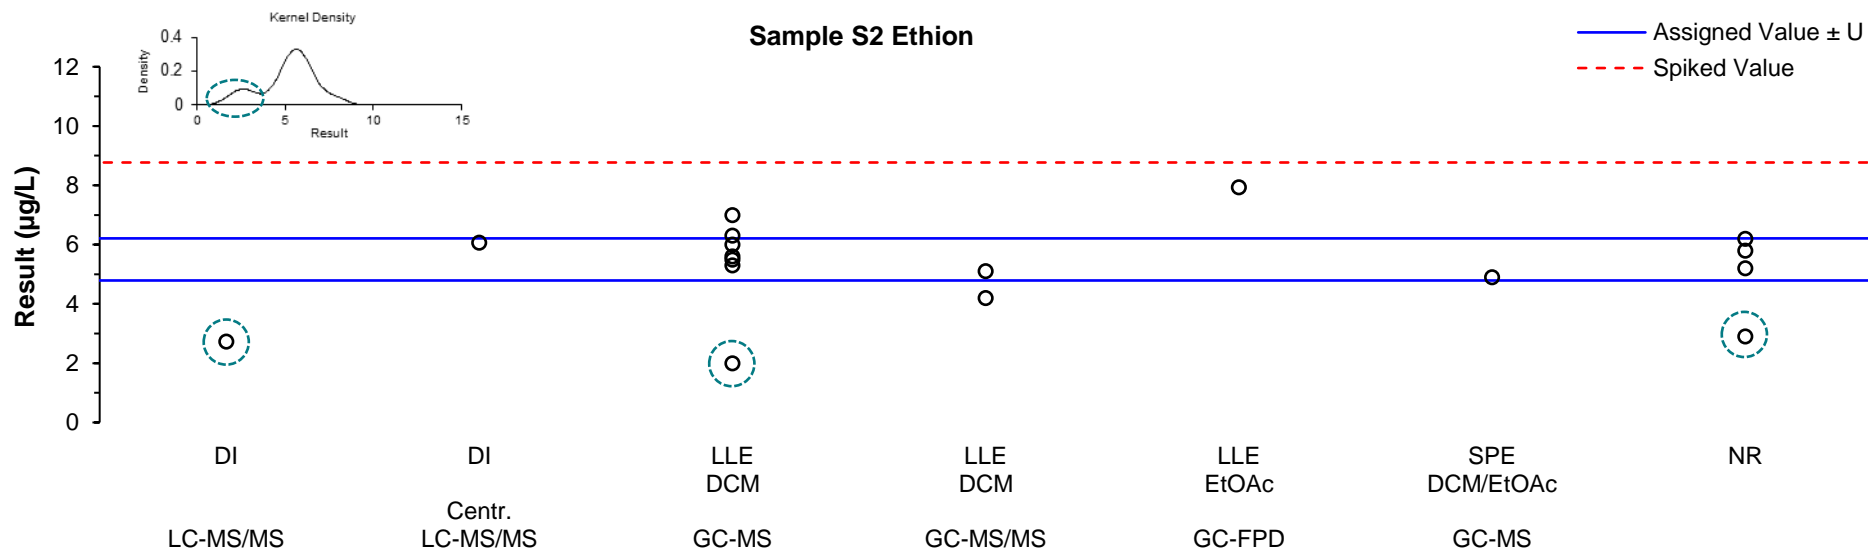 Kernel Density
0.4
0.2
0
Density
0 5 10 15
Result
Sample S2 Ethion
Assigned Value ± U
Spiked Value
12
10
8
6
4
2
0
Result (µg/L)
DI DI LLE LLE LLE SPE NR
DCM DCM EtOAc DCM/EtOAc
Centr.
LC-MS/MS LC-MS/MS GC-MS GC-MS/MS GC-FPD GC-MS